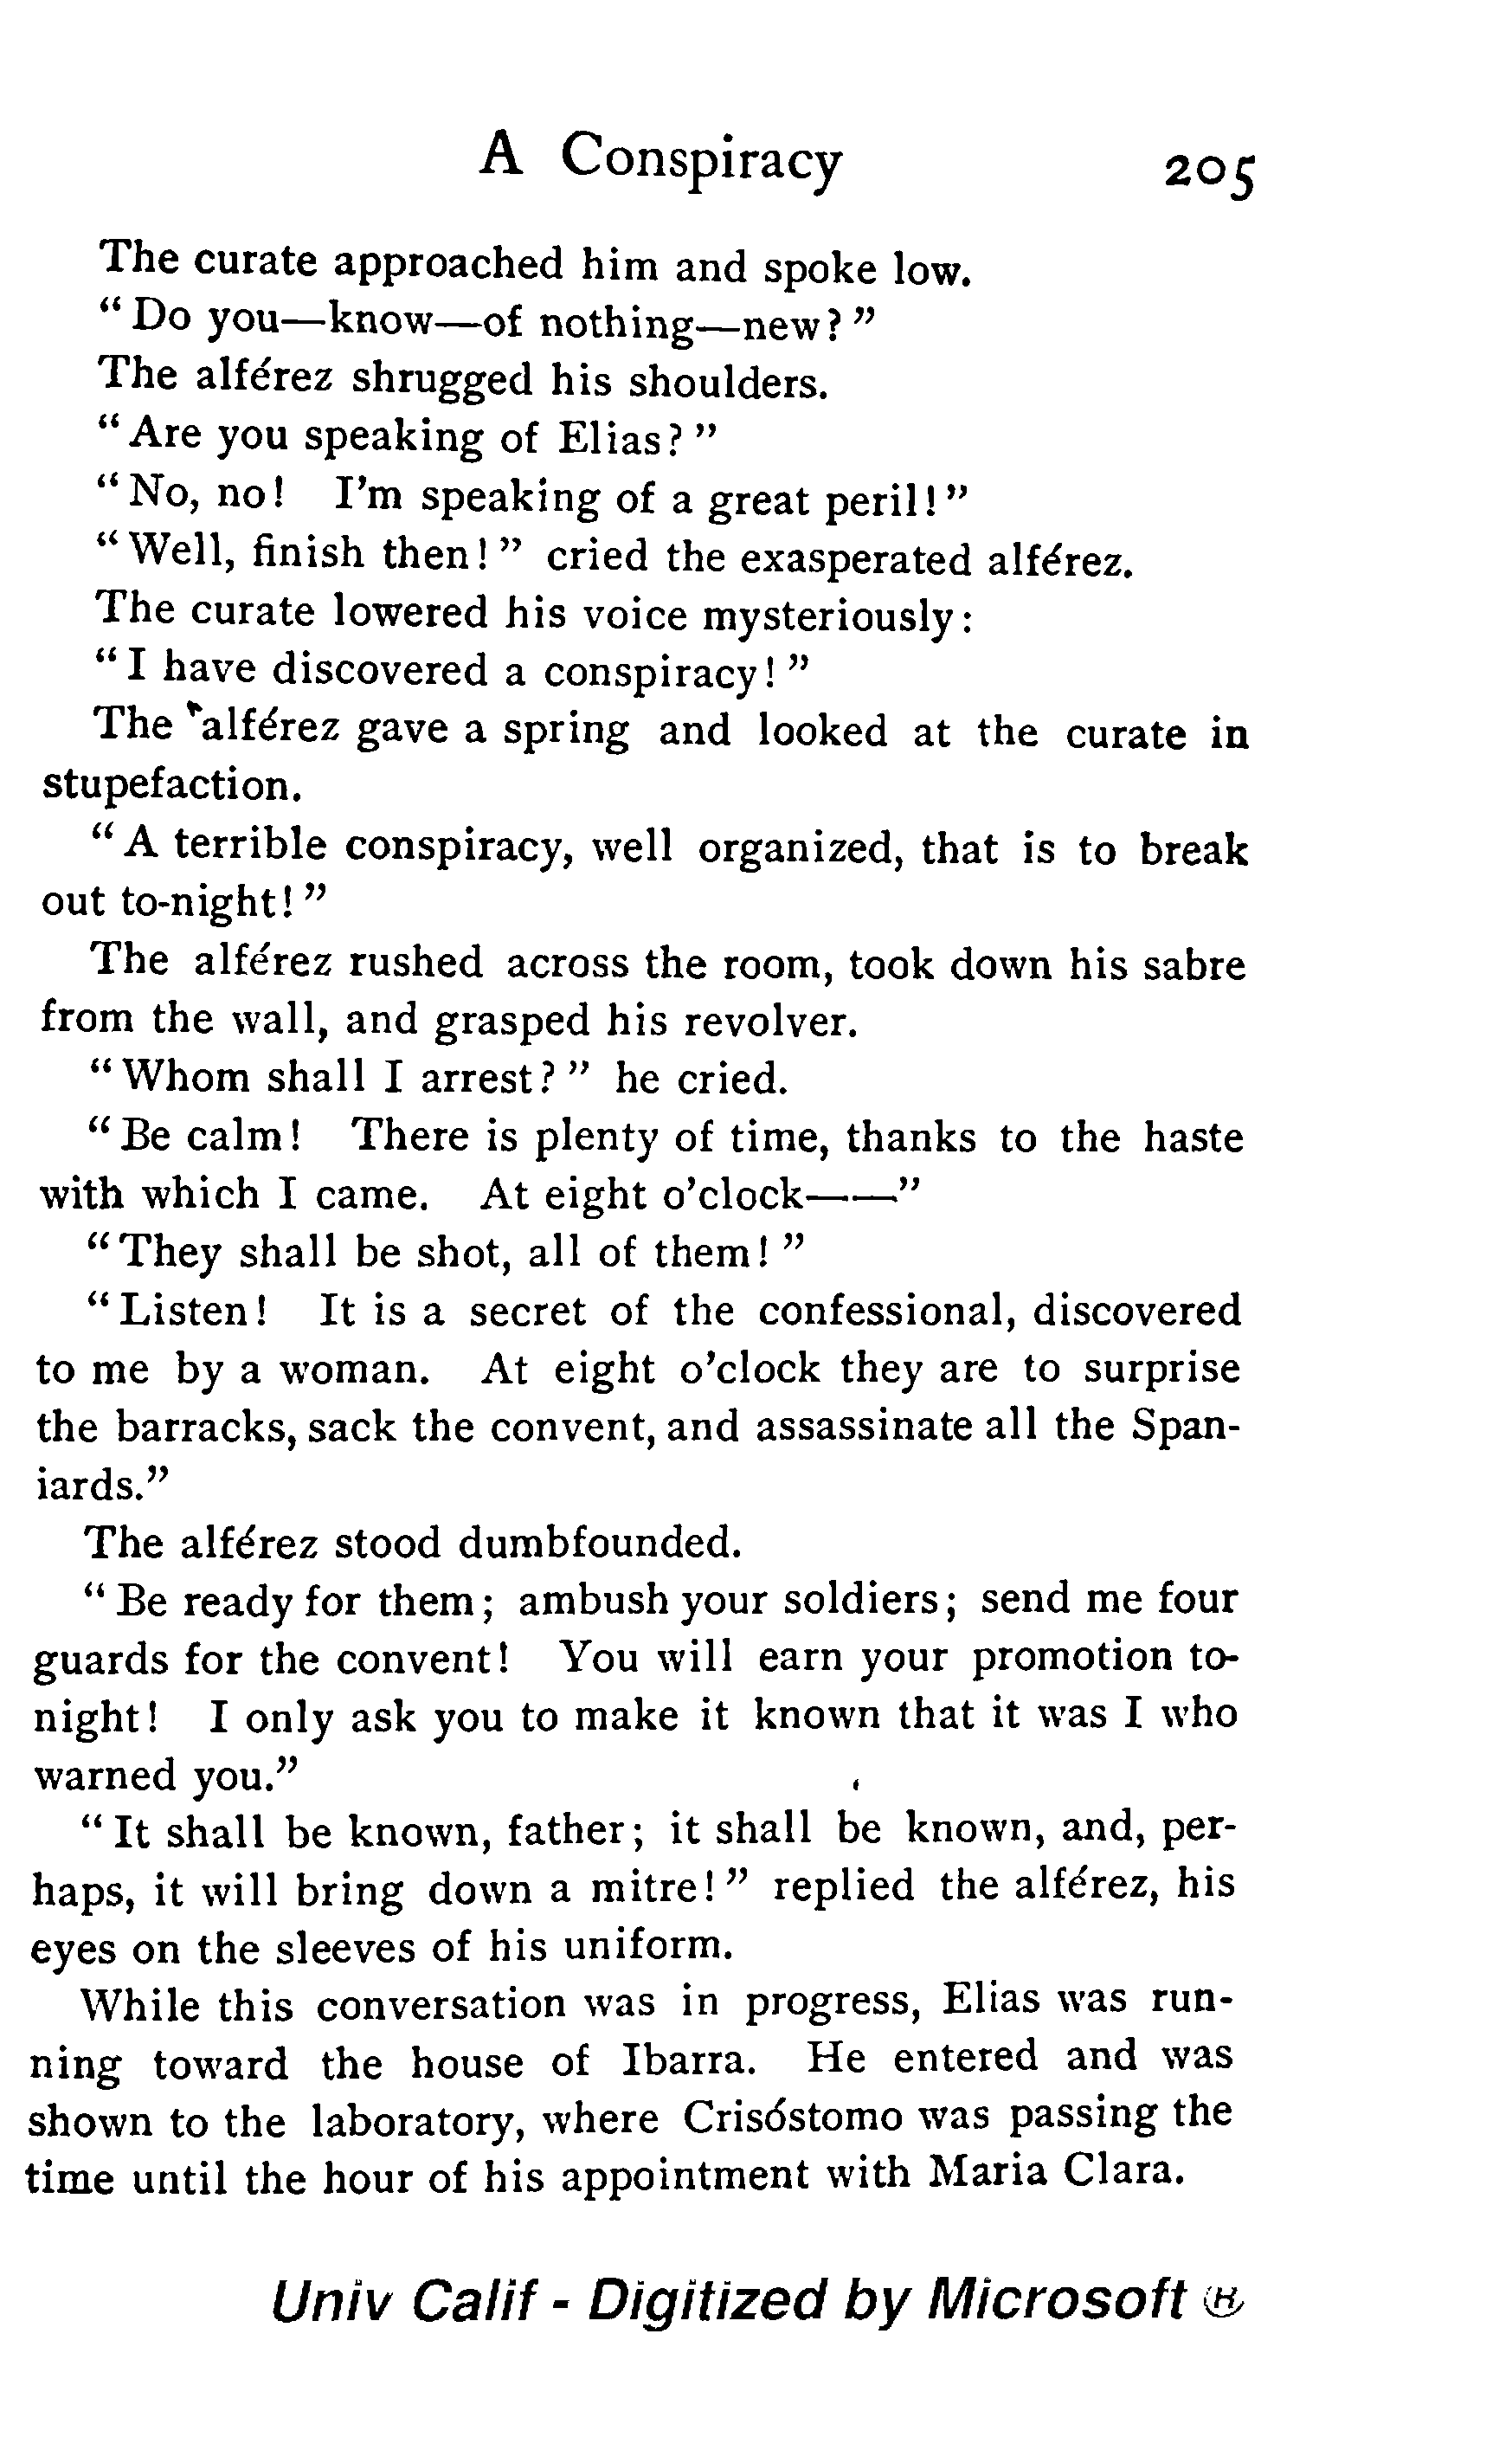 A Conspiracy 205
The curate approached him and spoke low.
“Do you—know—of nothing—new?”
The alférez shrugged his shoulders.
“Are you speaking of Elias?”
“No, no! I’m speaking of a great peril!”
“Well, finish then!” cried the exasperated alférez.
The curate lowered his voice mysteriously:
“I have discovered a conspiracy!”
The alférez gave a spring and looked at the curate in
stupefaction.
“A terrible conspiracy, well organized, that is to break
out to-night!”
The alférez rushed across the room, took down his sabre
from the wall, and grasped his revolver.
“Whom shall I arrest?” he cried.
“Be calm! There is plenty of time, thanks to the haste
with which I came. At eight o’clock——”
“They shall be shot, all of them!”
“Listen! It is a secret of the confessional, discovered
to me by a woman. At eight o’clock they are to surprise
the barracks, sack the convent, and assassinate all the Span-
iards.”
The alférez stood dumbfounded.
“Be ready for them; ambush your soldiers; send me four
guards for the convent! You will earn your promotion to-
night! I only ask you to make it known that it was I who
warned you.”
“It shall be known, father; it shall be known, and, per-
haps, it will bring down a mitre!” replied the alférez, his
eyes on the sleeves of his uniform.
While this conversation was in progress, Elias was run-
ning toward the house of Ibarra. He entered and was
shown to the laboratory, where Crisóstomo was passing the
time until the hour of his appointment with Maria Clara.
Univ Calif - Digitized by Microsoft ®